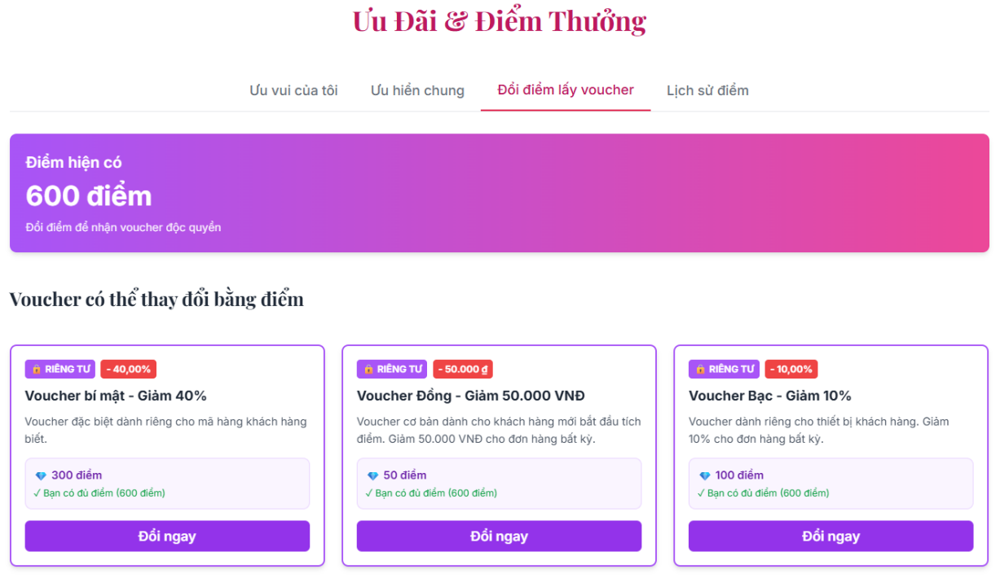 Ưu Đãi & Điểm Thưởng
Ưu vui của tôi
Ưu hiển chung
Đổi điểm lấy voucher
Lịch sử điểm
Điểm hiện có
600 điểm
Đổi điểm để nhận voucher độc quyền
Voucher có thể thay đổi bằng điểm
RIÊNG TƯ
- 40,00%
Voucher bí mật - Giảm 40%
Voucher đặc biệt dành riêng cho mã hàng khách hàng
biết.
300 điểm
✓ Bạn có đủ điểm (600 điểm)
Đổi ngay
RIÊNG TƯ
- 50.000 ₫
Voucher Đồng - Giảm 50.000 VNĐ
Voucher cơ bản dành cho khách hàng mới bắt đầu tích
điểm. Giảm 50.000 VNĐ cho đơn hàng bất kỳ.
50 điểm
✓ Bạn có đủ điểm (600 điểm)
Đổi ngay
RIÊNG TƯ
- 10,00%
Voucher Bạc - Giảm 10%
Voucher dành riêng cho thiết bị khách hàng. Giảm
10% cho đơn hàng bất kỳ.
100 điểm
✓ Bạn có đủ điểm (600 điểm)
Đổi ngay